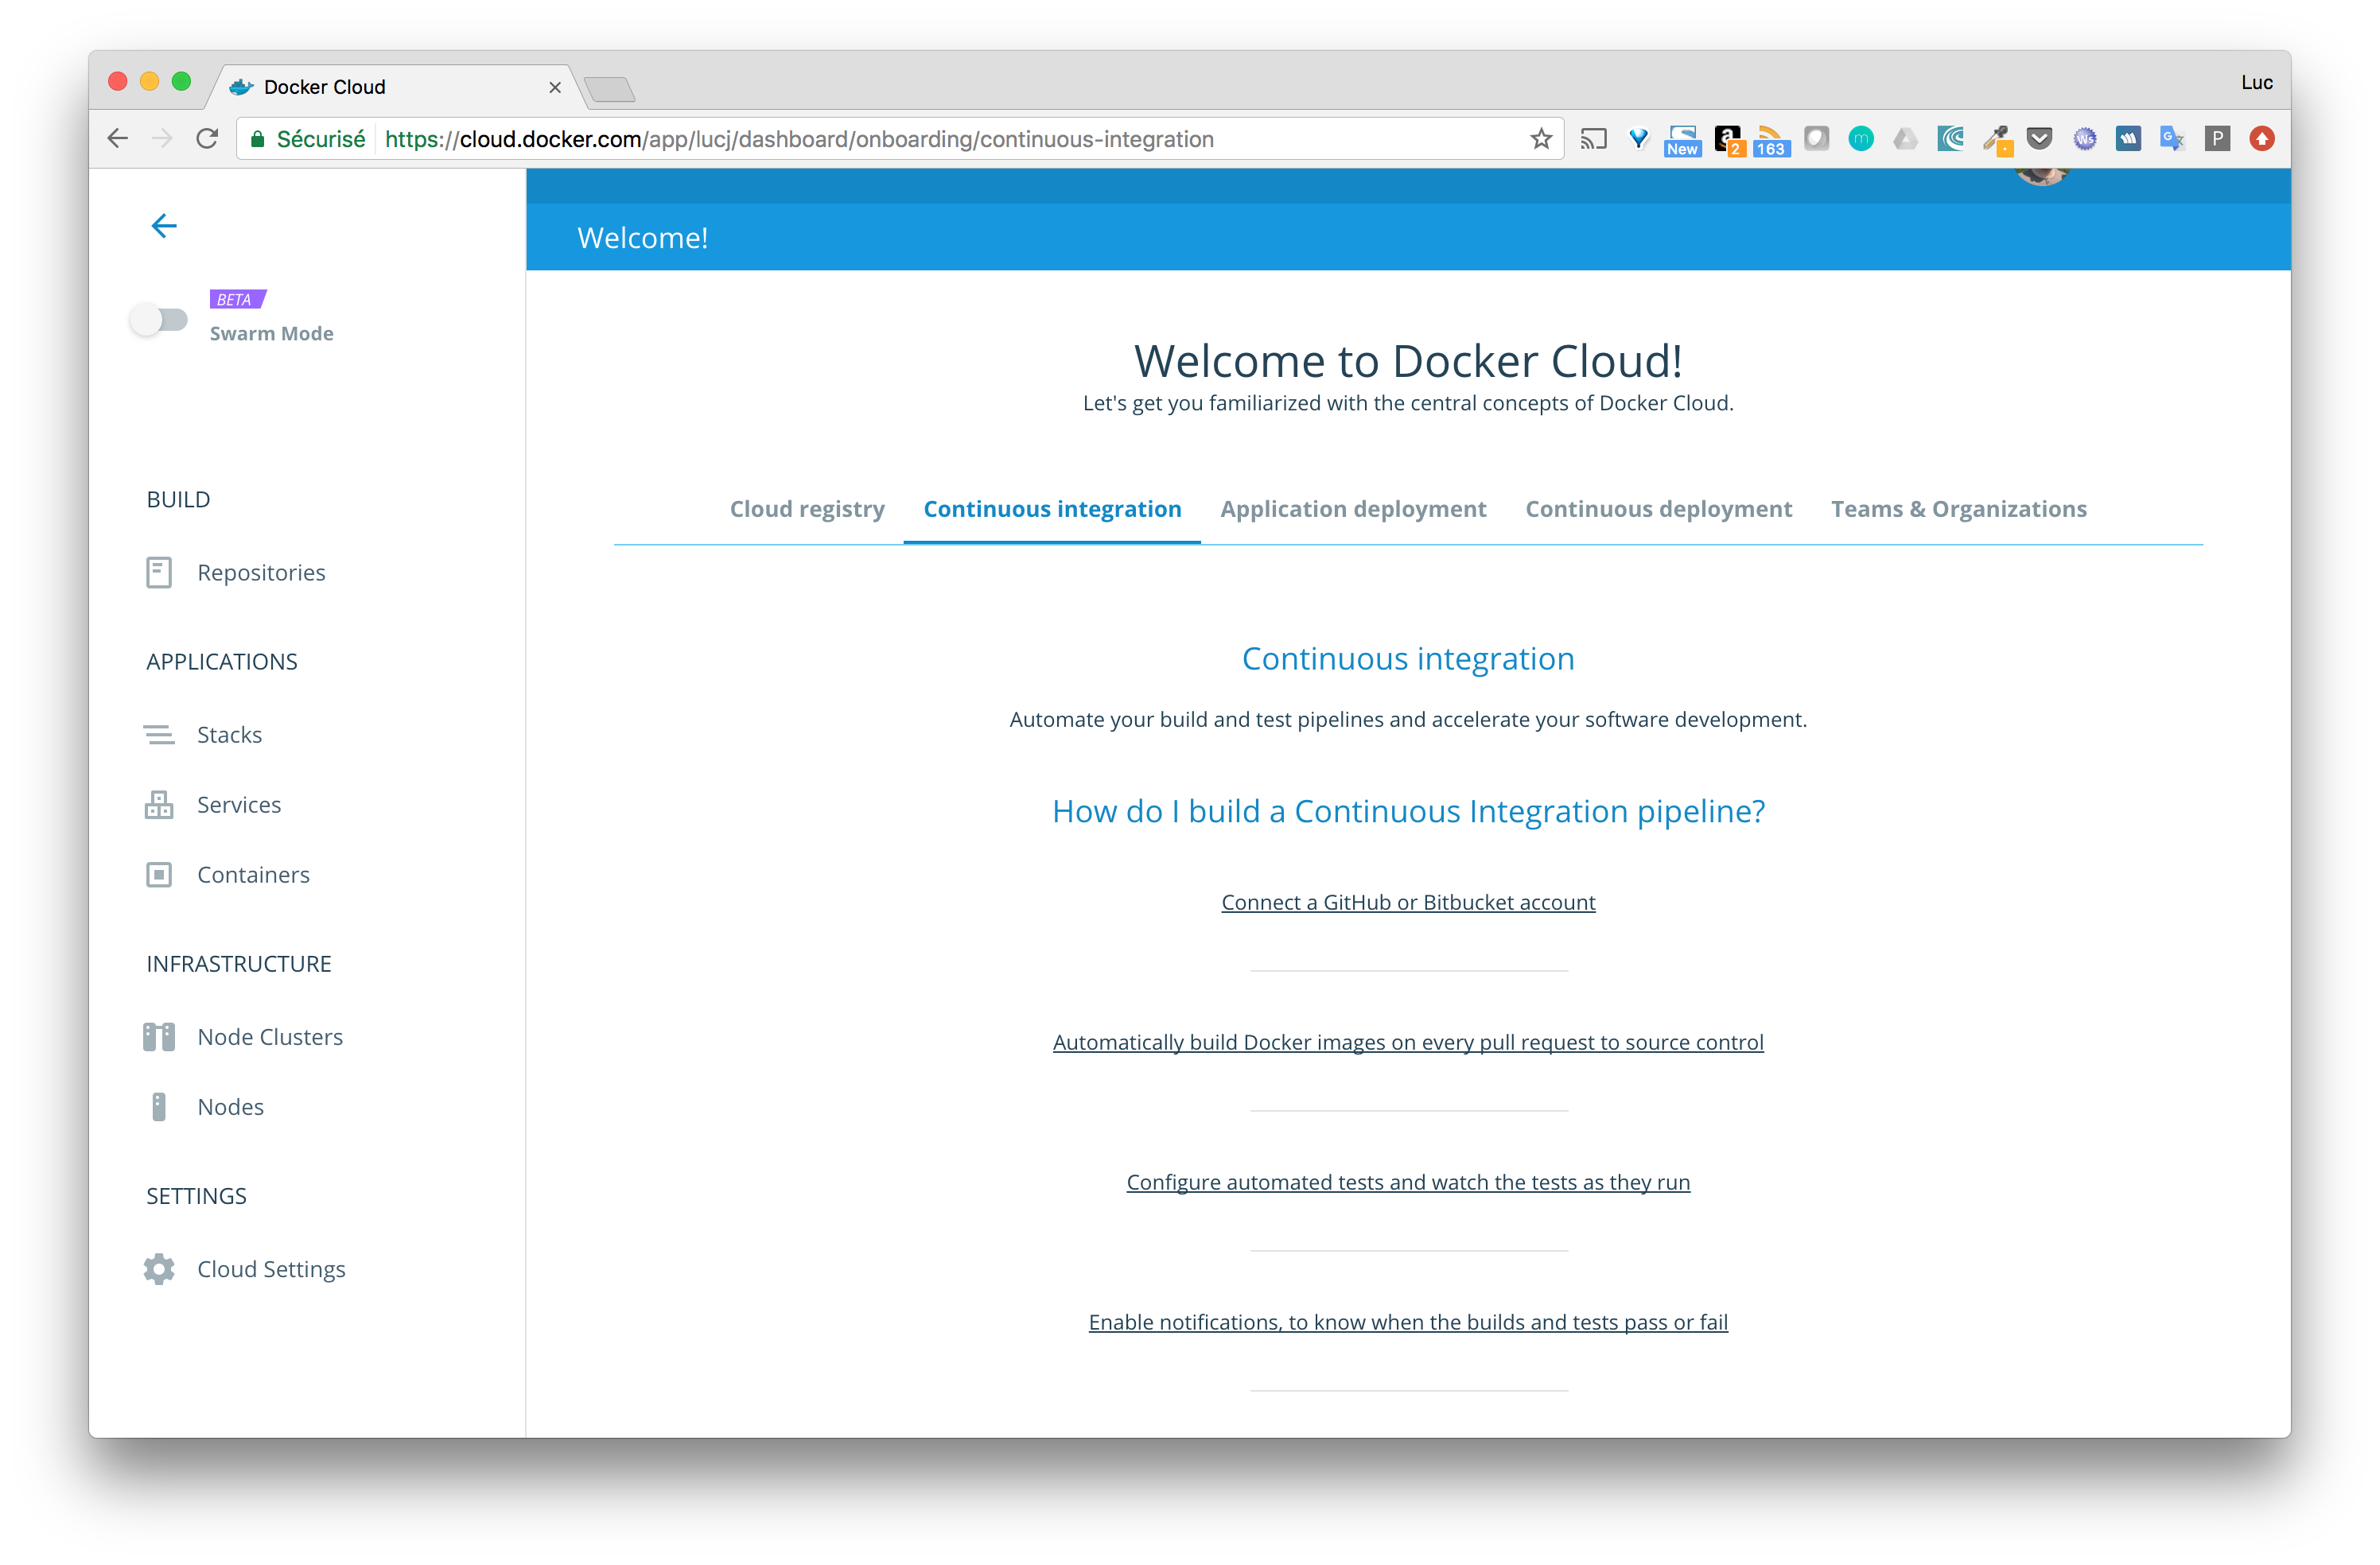 Docker Cloud
Luc
Sécurisé https://cloud.docker.com/app/lucj/dashboard/onboarding/continuous-integration
New
a
2
163
m
Ws
G
P
Welcome!
BETA
Swarm Mode
BUILD
Repositories
APPLICATIONS
Stacks
Services
Containers
INFRASTRUCTURE
Node Clusters
Nodes
SETTINGS
Cloud Settings
Welcome to Docker Cloud!
Let's get you familiarized with the central concepts of Docker Cloud.
Cloud registry Continuous integration Application deployment Continuous deployment Teams & Organizations
Continuous integration
Automate your build and test pipelines and accelerate your software development.
How do I build a Continuous Integration pipeline?
Connect a GitHub or Bitbucket account
Automatically build Docker images on every pull request to source control
Configure automated tests and watch the tests as they run
Enable notifications, to know when the builds and tests pass or fail